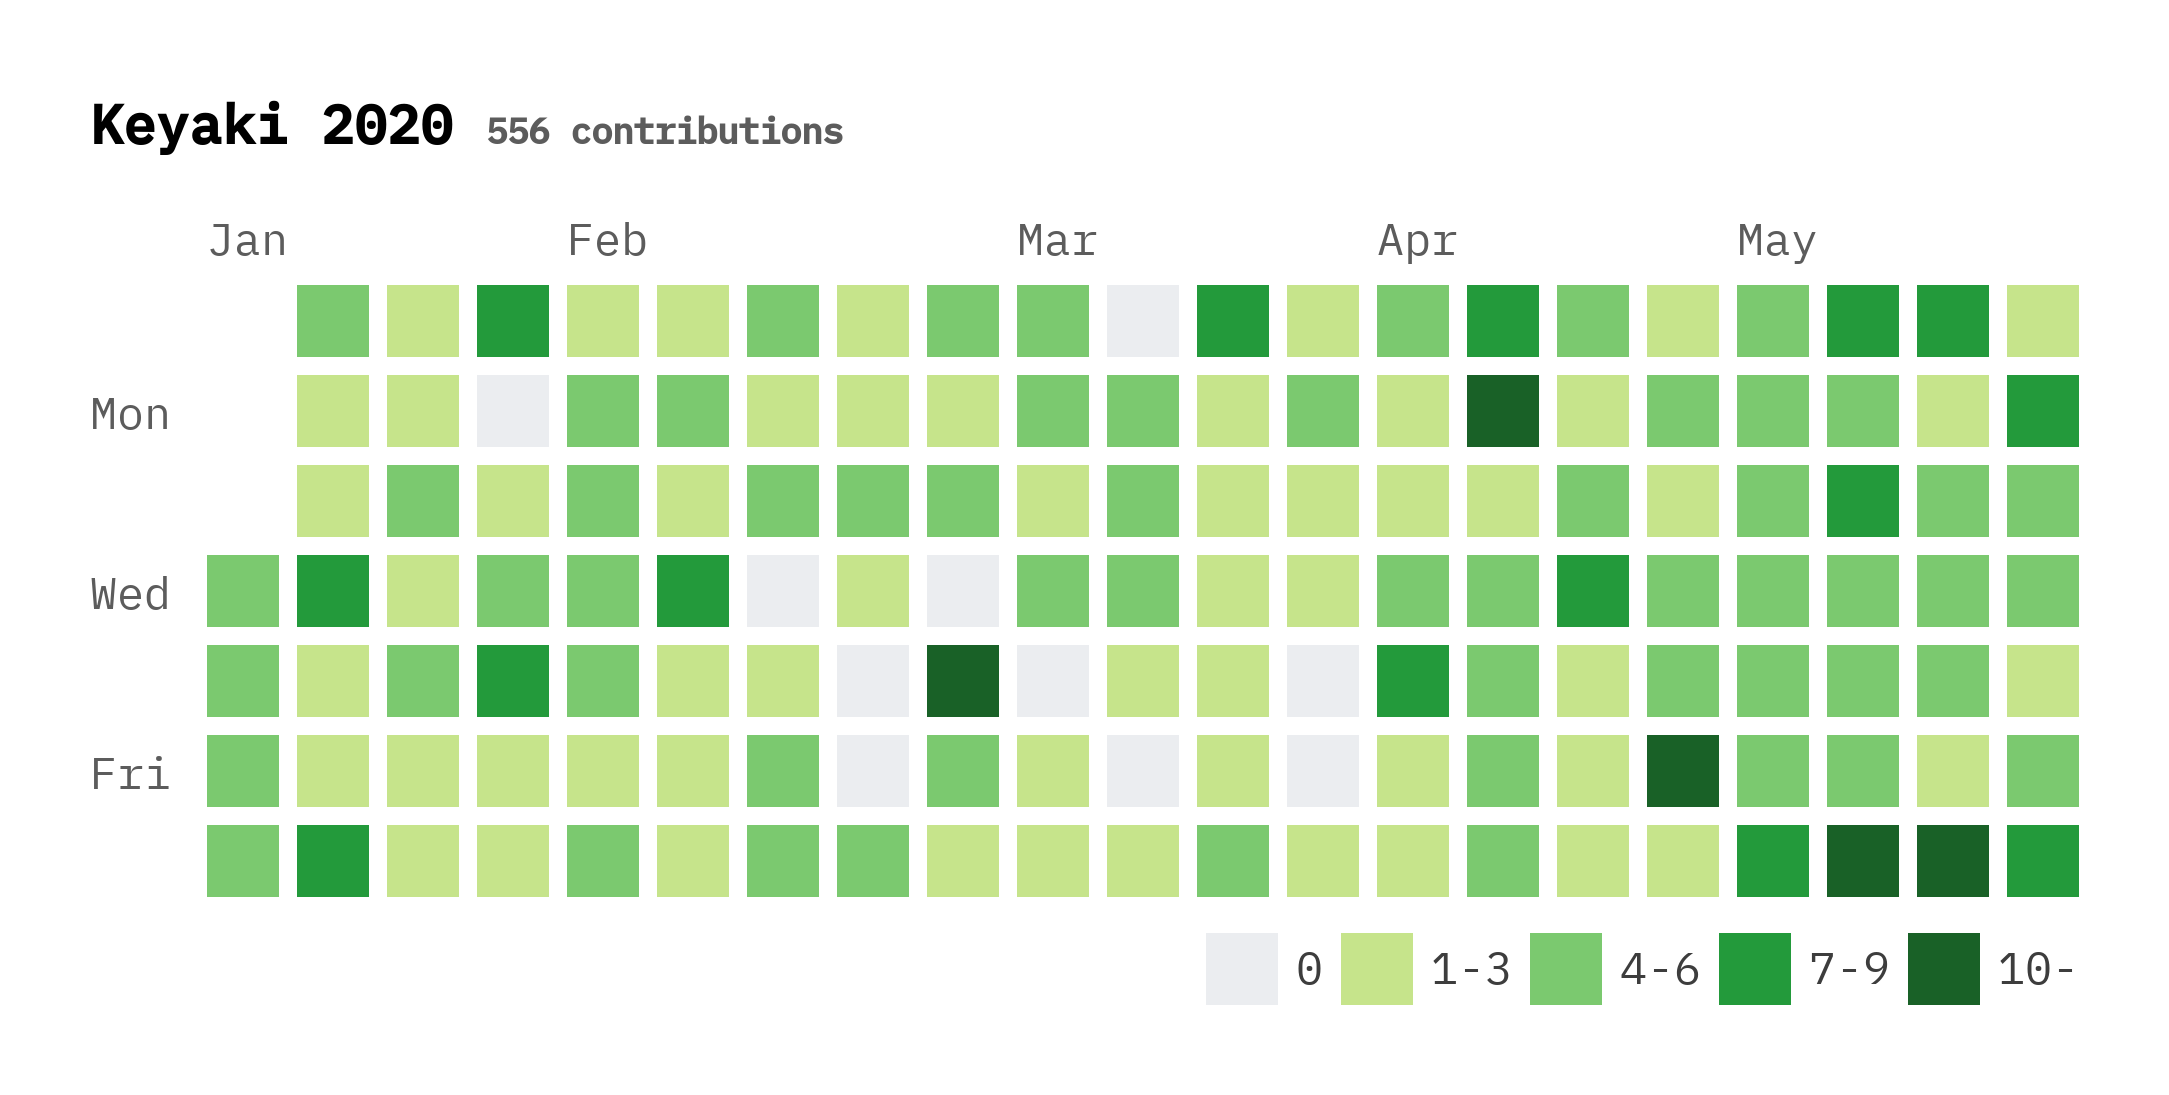 Keyaki 2020 556 contributions
Jan Feb Mar Apr May
Mon
Wed
Fri
0 1-3 4-6 7-9 10-